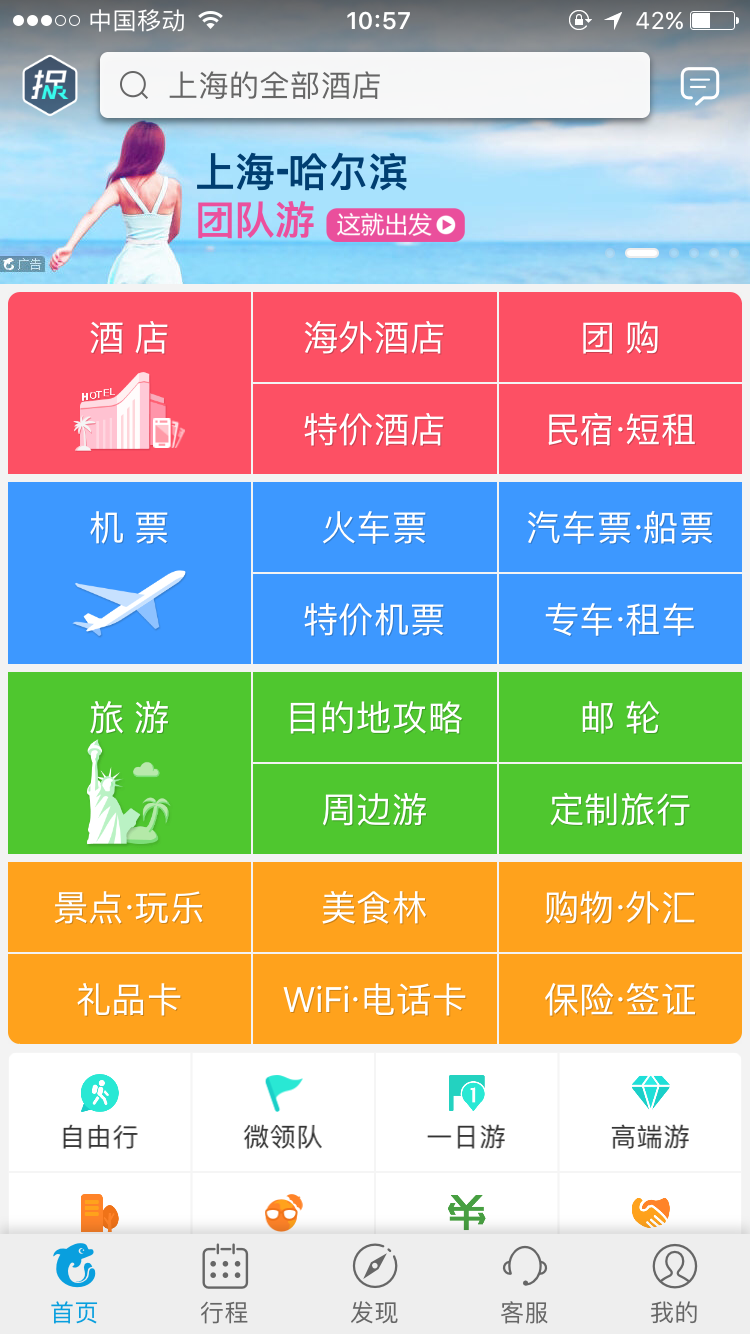 中国移动 10:57 42%
捉NR
上海的全部酒店
上海-哈尔滨
团队游 这就出发
广告
酒店 海外酒店 团购
HOTEL
特价酒店 民宿·短租
机票 火车票 汽车票·船票
特价机票 专车·租车
旅游 目的地攻略 邮轮
周边游 定制旅行
景点·玩乐 美食林 购物·外汇
礼品卡 WiFi·电话卡 保险·签证
1
自由行 微领队 一日游 高端游
首页 行程 发现 客服 我的